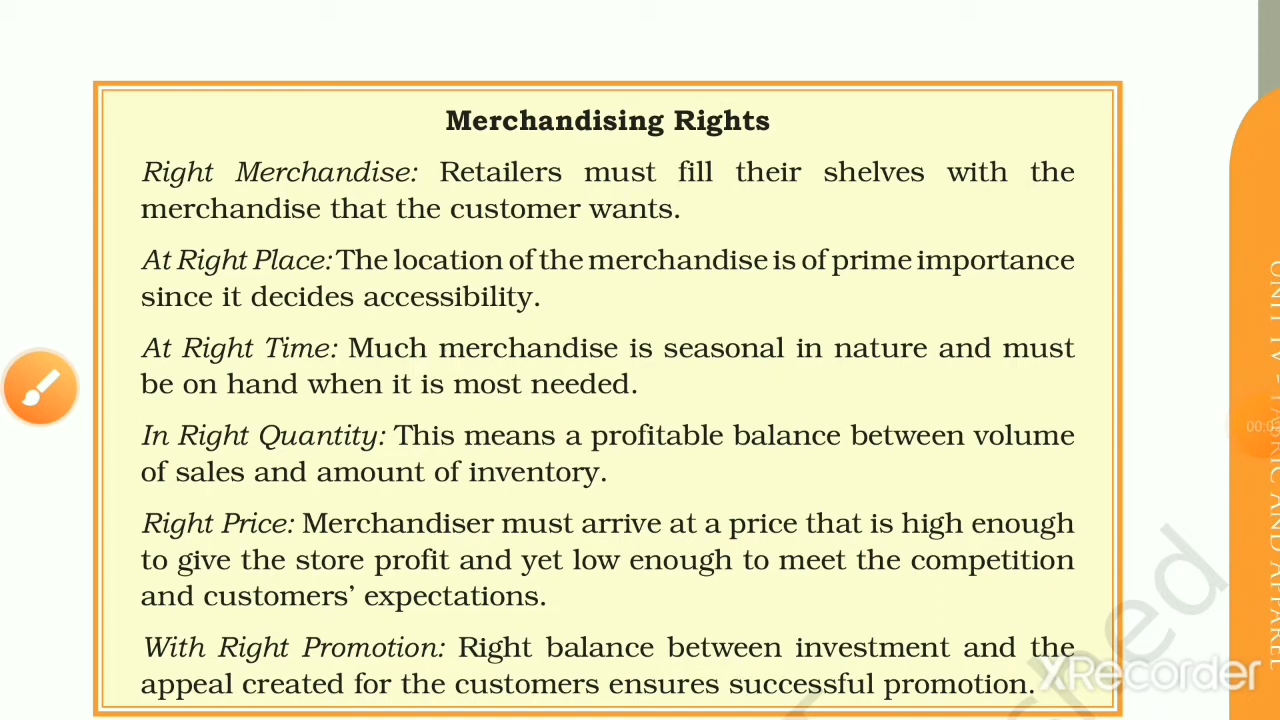 Merchandising Rights
Right Merchandise: Retailers must fill their shelves with the
merchandise that the customer wants.
At Right Place: The location of the merchandise is of prime importance
since it decides accessibility.
At Right Time: Much merchandise is seasonal in nature and must
be on hand when it is most needed.
In Right Quantity: This means a profitable balance between volume
of sales and amount of inventory.
Right Price: Merchandiser must arrive at a price that is high enough
to give the store profit and yet low enough to meet the competition
and customers’ expectations.
With Right Promotion: Right balance between investment and the
appeal created for the customers ensures successful promotion.
UNIT IV - FABRIC AND APPAREL
XRecorder